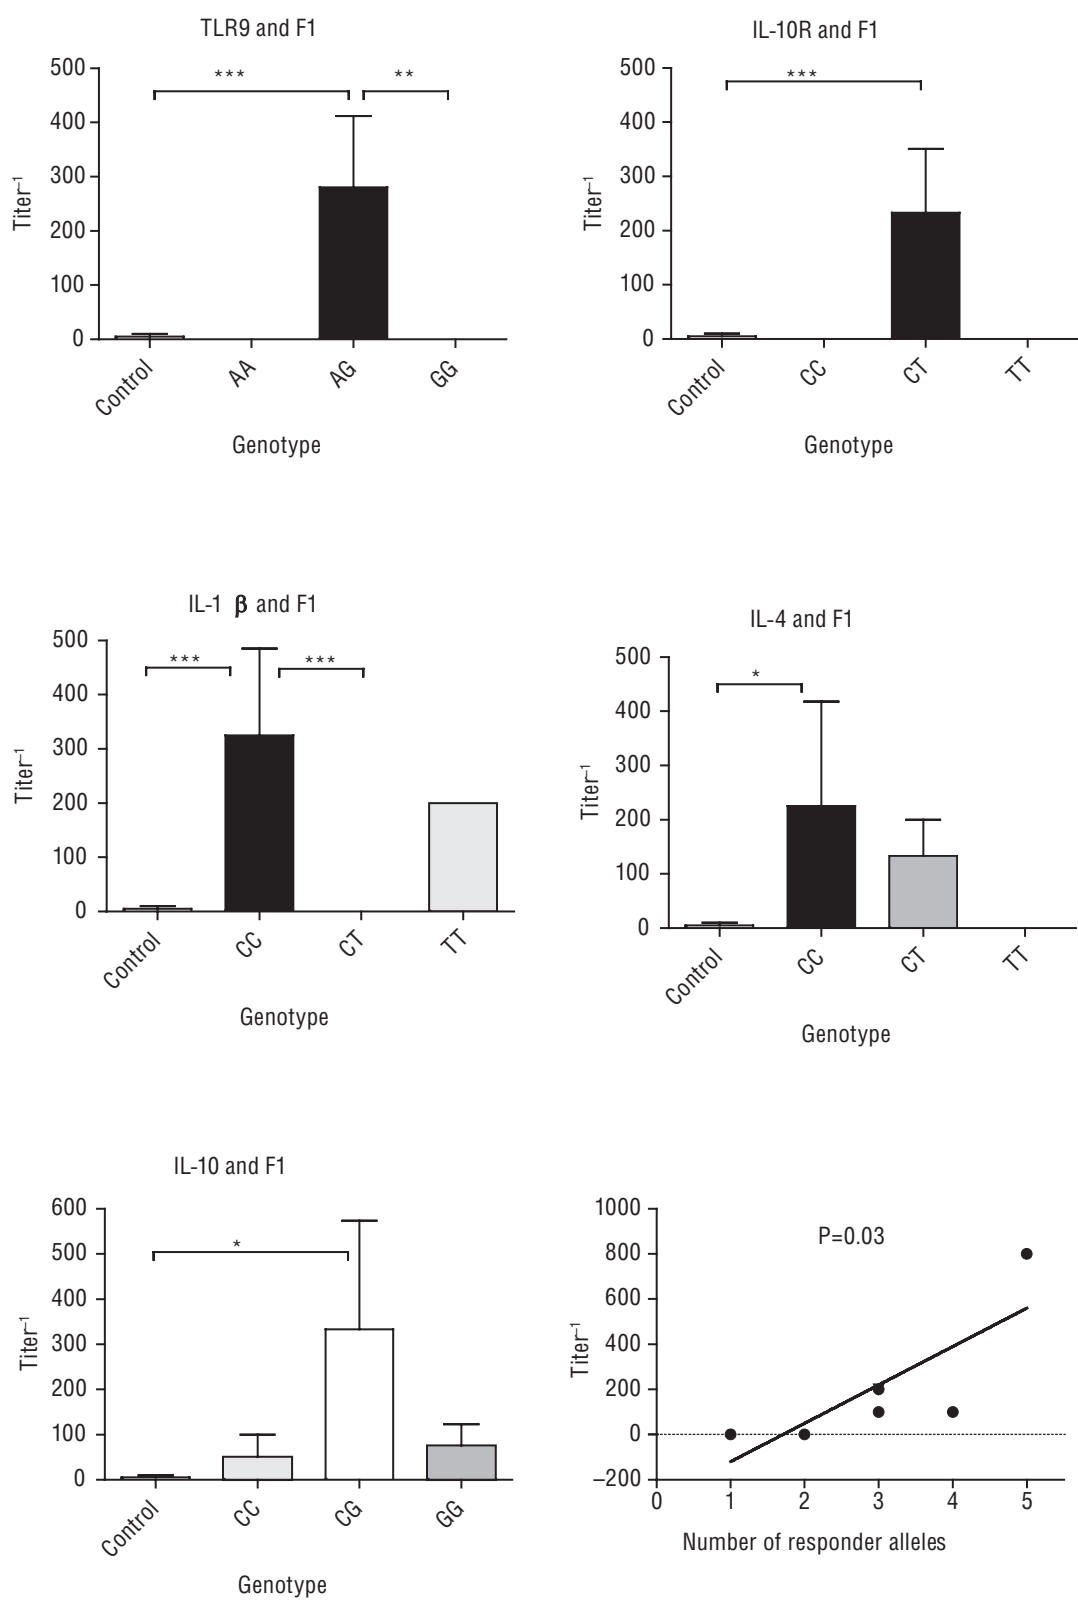 TLR9 and F1
500
400
300
200
100
0
Titer–1
***
**
Control
AA
AG
GG
Genotype
IL-10R and F1
500
400
300
200
100
0
Titer–1
***
Control
CC
CT
TT
Genotype
IL-1 β and F1
500
400
300
200
100
0
Titer–1
***
***
Control
CC
CT
TT
Genotype
IL-4 and F1
500
400
300
200
100
0
Titer–1
*
Control
CC
CT
TT
Genotype
IL-10 and F1
600
500
400
300
200
100
0
Titer–1
*
Control
CC
CG
GG
Genotype
1000
800
600
400
200
0
–200
Titer–1
P=0.03
0
1
2
3
4
5
Number of responder alleles